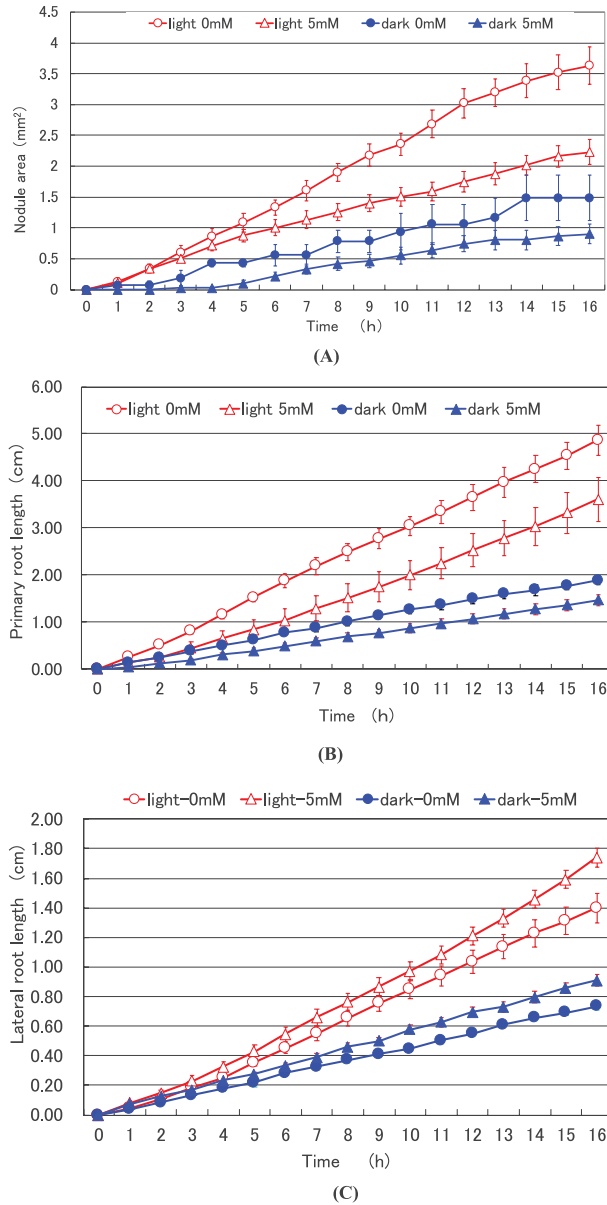 light 0mM light 5mM dark 0mM dark 5mM
Nodule area (mm²)
4.5
4
3.5
3
2.5
2
1.5
1
0.5
0
0 1 2 3 4 5 6 7 8 9 10 11 12 13 14 15 16
Time (h)
(A)
light 0mM light 5mM dark 0mM dark 5mM
Primary root length (cm)
6.00
5.00
4.00
3.00
2.00
1.00
0.00
0 1 2 3 4 5 6 7 8 9 10 11 12 13 14 15 16
Time (h)
(B)
light-0mM light-5mM dark-0mM dark-5mM
Lateral root length (cm)
2.00
1.80
1.60
1.40
1.20
1.00
0.80
0.60
0.40
0.20
0.00
0 1 2 3 4 5 6 7 8 9 10 11 12 13 14 15 16
Time (h)
(C)